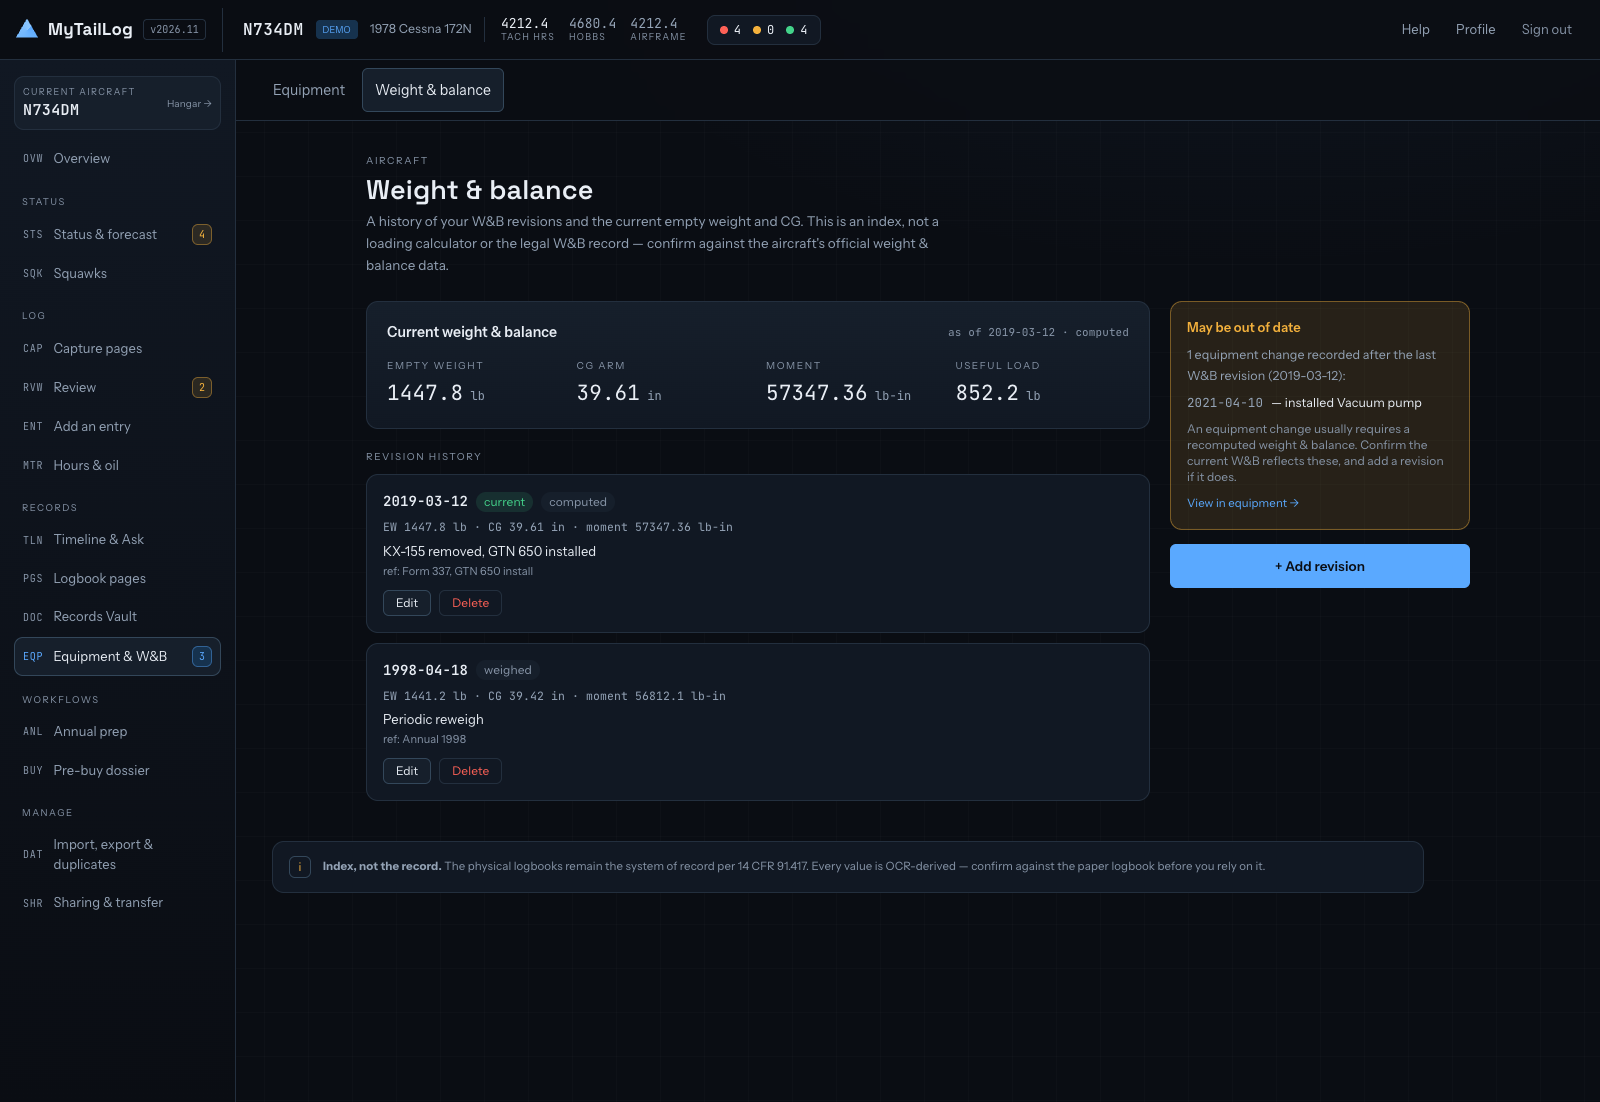 MyTailLog v2026.11
N734DM DEMO 1978 Cessna 172N
4212.4 TACH HRS
4680.4 HOBBS
4212.4 AIRFRAME
4 0 4
Help Profile Sign out
CURRENT AIRCRAFT
N734DM
Hangar →
OVW Overview
STATUS
STS Status & forecast 4
SQK Squawks
LOG
CAP Capture pages
RVW Review 2
ENT Add an entry
MTR Hours & oil
RECORDS
TLN Timeline & Ask
PGS Logbook pages
DOC Records Vault
EQP Equipment & W&B 3
WORKFLOWS
ANL Annual prep
BUY Pre-buy dossier
MANAGE
DAT Import, export &
duplicates
SHR Sharing & transfer
Equipment Weight & balance
AIRCRAFT
Weight & balance
A history of your W&B revisions and the current empty weight and CG. This is an index, not a
loading calculator or the legal W&B record — confirm against the aircraft's official weight &
balance data.
Current weight & balance
as of 2019-03-12 · computed
EMPTY WEIGHT
1447.8 lb
CG ARM
39.61 in
MOMENT
57347.36 lb-in
USEFUL LOAD
852.2 lb
REVISION HISTORY
2019-03-12 current computed
EW 1447.8 lb · CG 39.61 in · moment 57347.36 lb-in
KX-155 removed, GTN 650 installed
ref: Form 337, GTN 650 install
Edit Delete
1998-04-18 weighed
EW 1441.2 lb · CG 39.42 in · moment 56812.1 lb-in
Periodic reweigh
ref: Annual 1998
Edit Delete
May be out of date
1 equipment change recorded after the last
W&B revision (2019-03-12):
2021-04-10 — installed Vacuum pump
An equipment change usually requires a
recomputed weight & balance. Confirm the
current W&B reflects these, and add a revision
if it does.
View in equipment →
+ Add revision
i Index, not the record. The physical logbooks remain the system of record per 14 CFR 91.417. Every value is OCR-derived — confirm against the paper logbook before you rely on it.